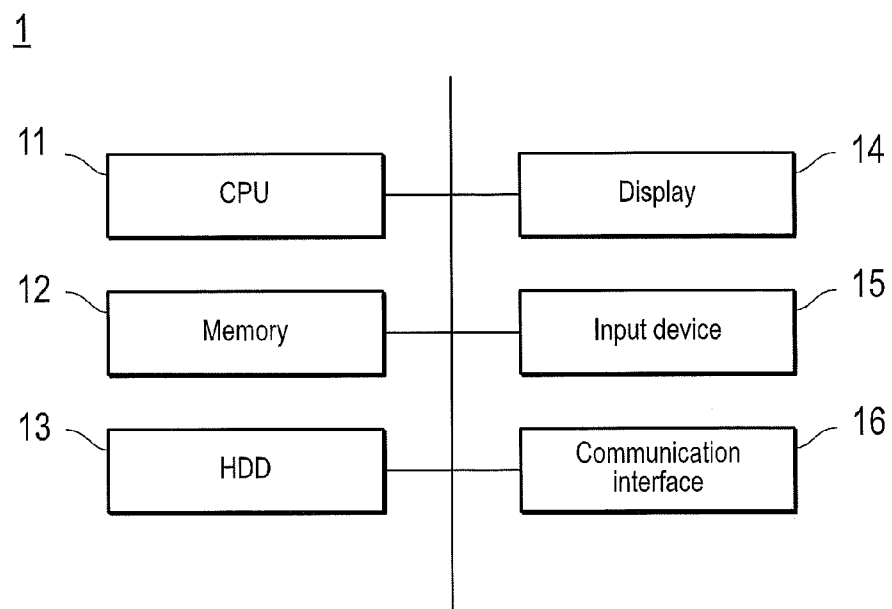 1
11
CPU
14
Display
12
Memory
15
Input device
13
HDD
16
Communication
interface